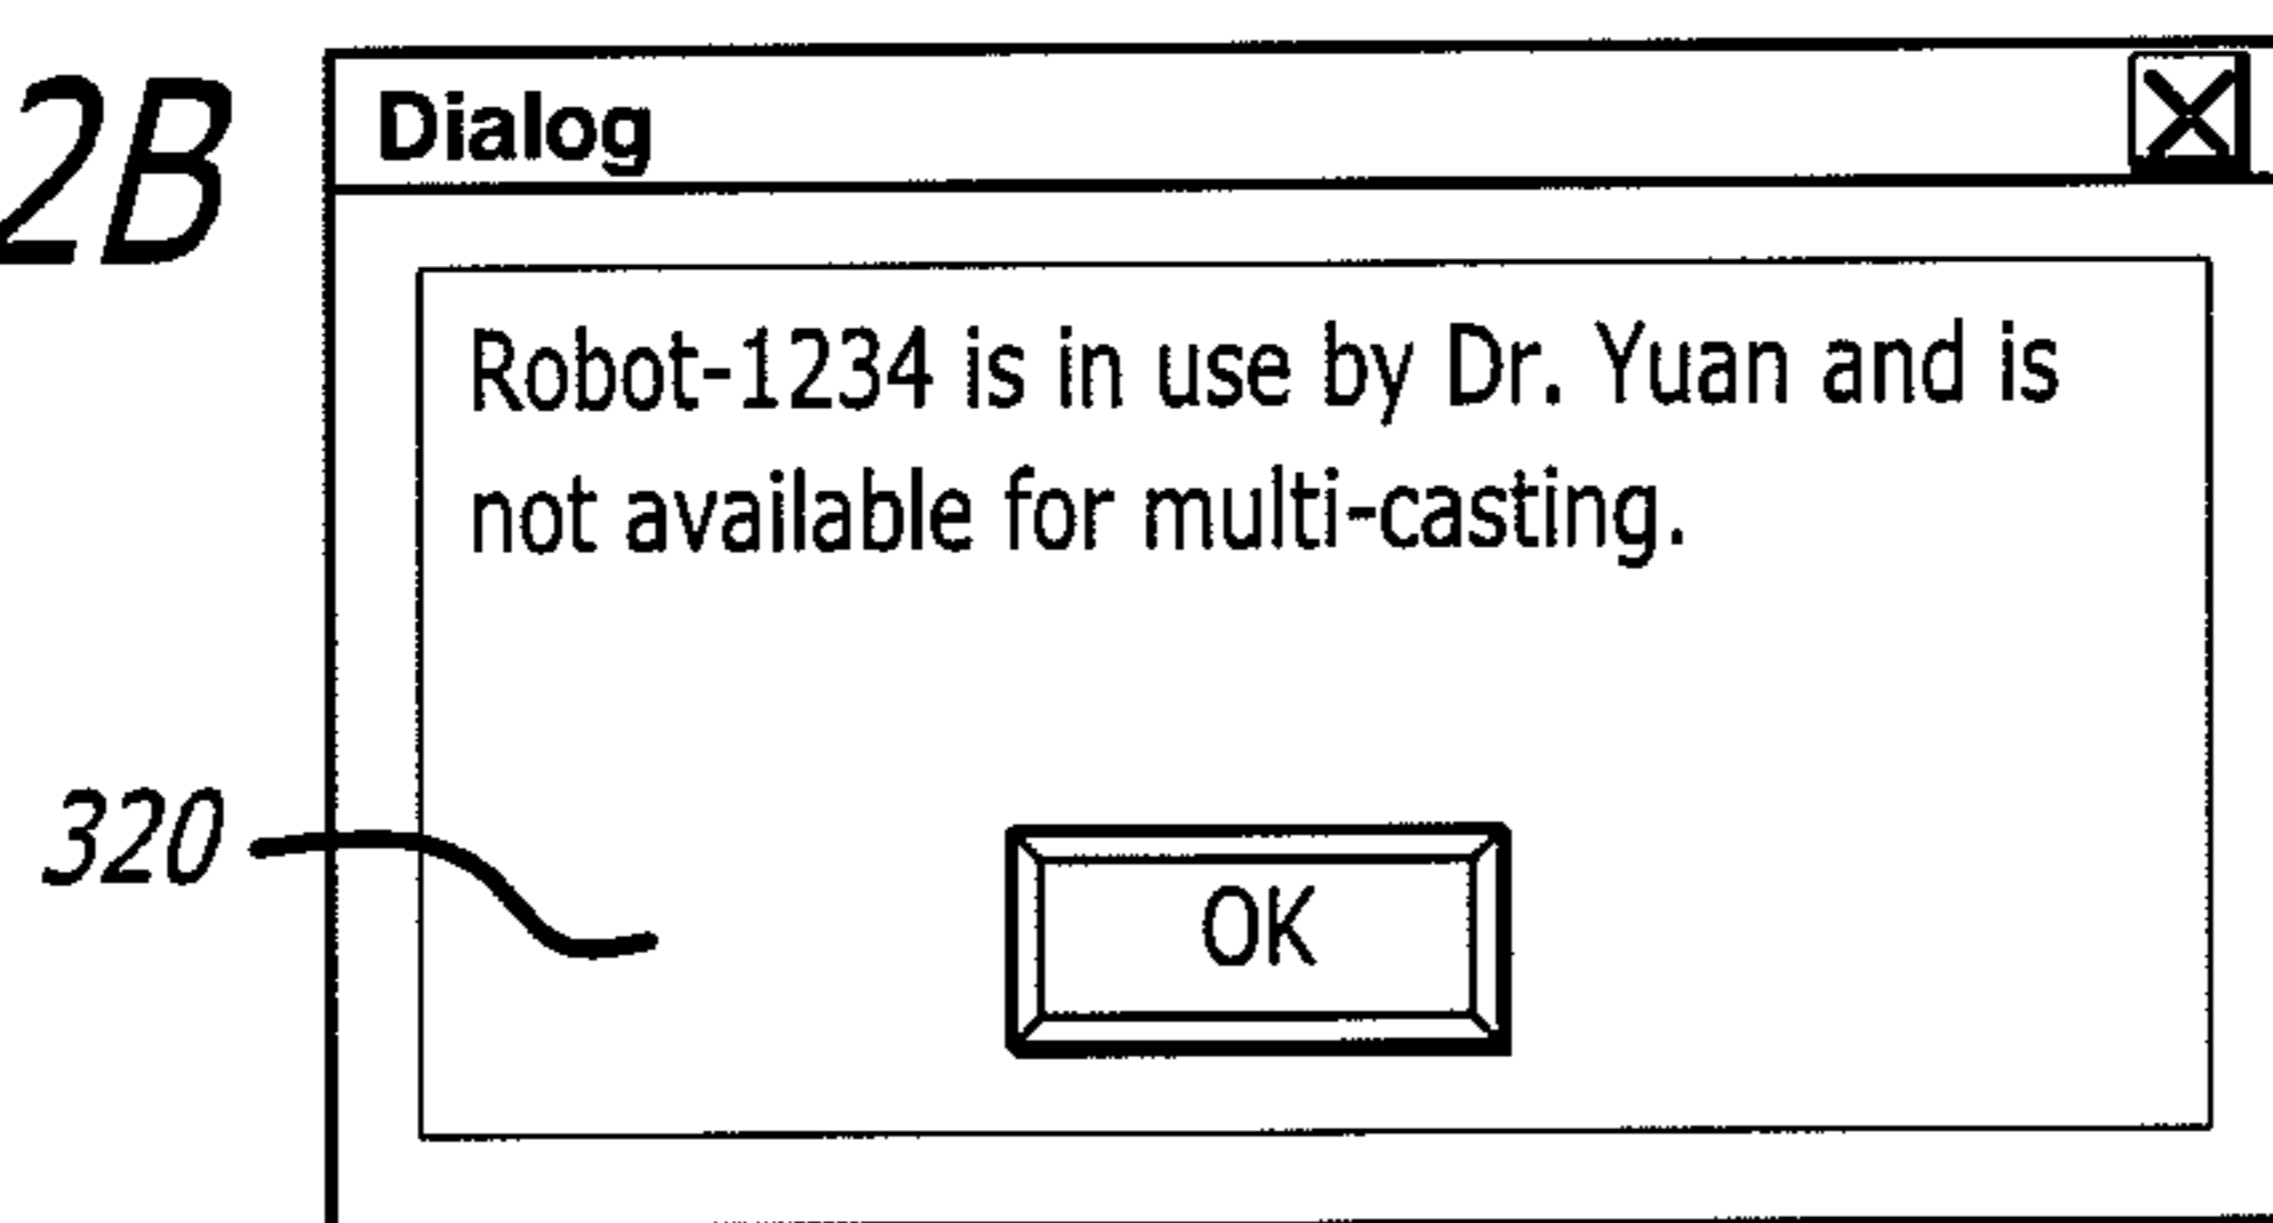 2B
Dialog
Robot-1234 is in use by Dr. Yuan and is
not available for multi-casting.
320
OK